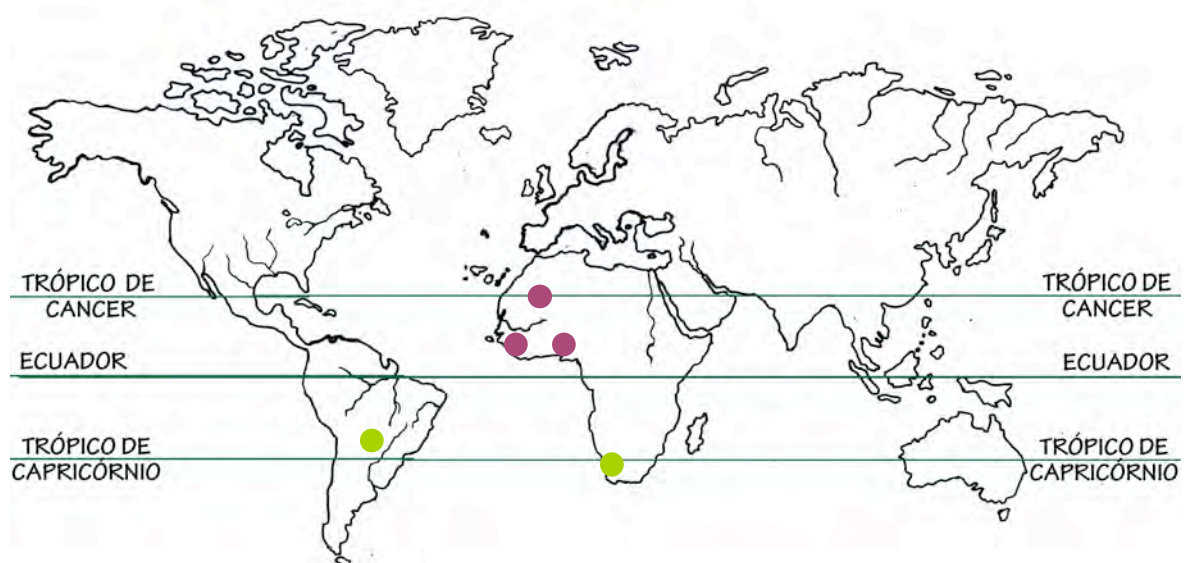 TRÓPICO DE
CANCER
ECUADOR
TRÓPICO DE
CAPRICÓRNIO
TRÓPICO DE
CANCER
ECUADOR
TRÓPICO DE
CAPRICÓRNIO